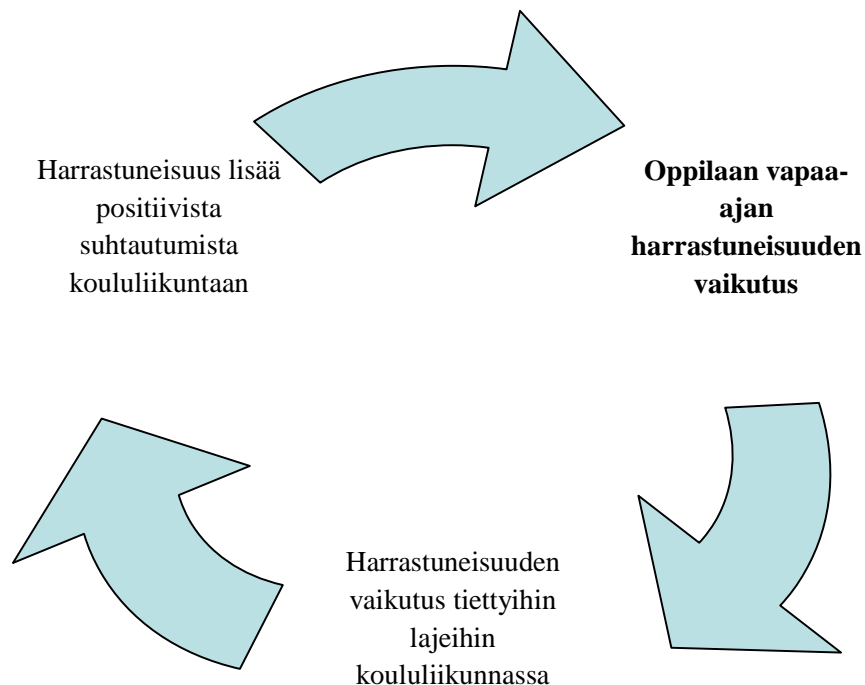 Harrastuneisuus lisää
positiivista
suhtautumista
koululiikuntaan
Oppilaan vapaa-
ajan
harrastuneisuuden
vaikutus
Harrastuneisuuden
vaikutus tiettyihin
lajeihin
koululiikunnassa